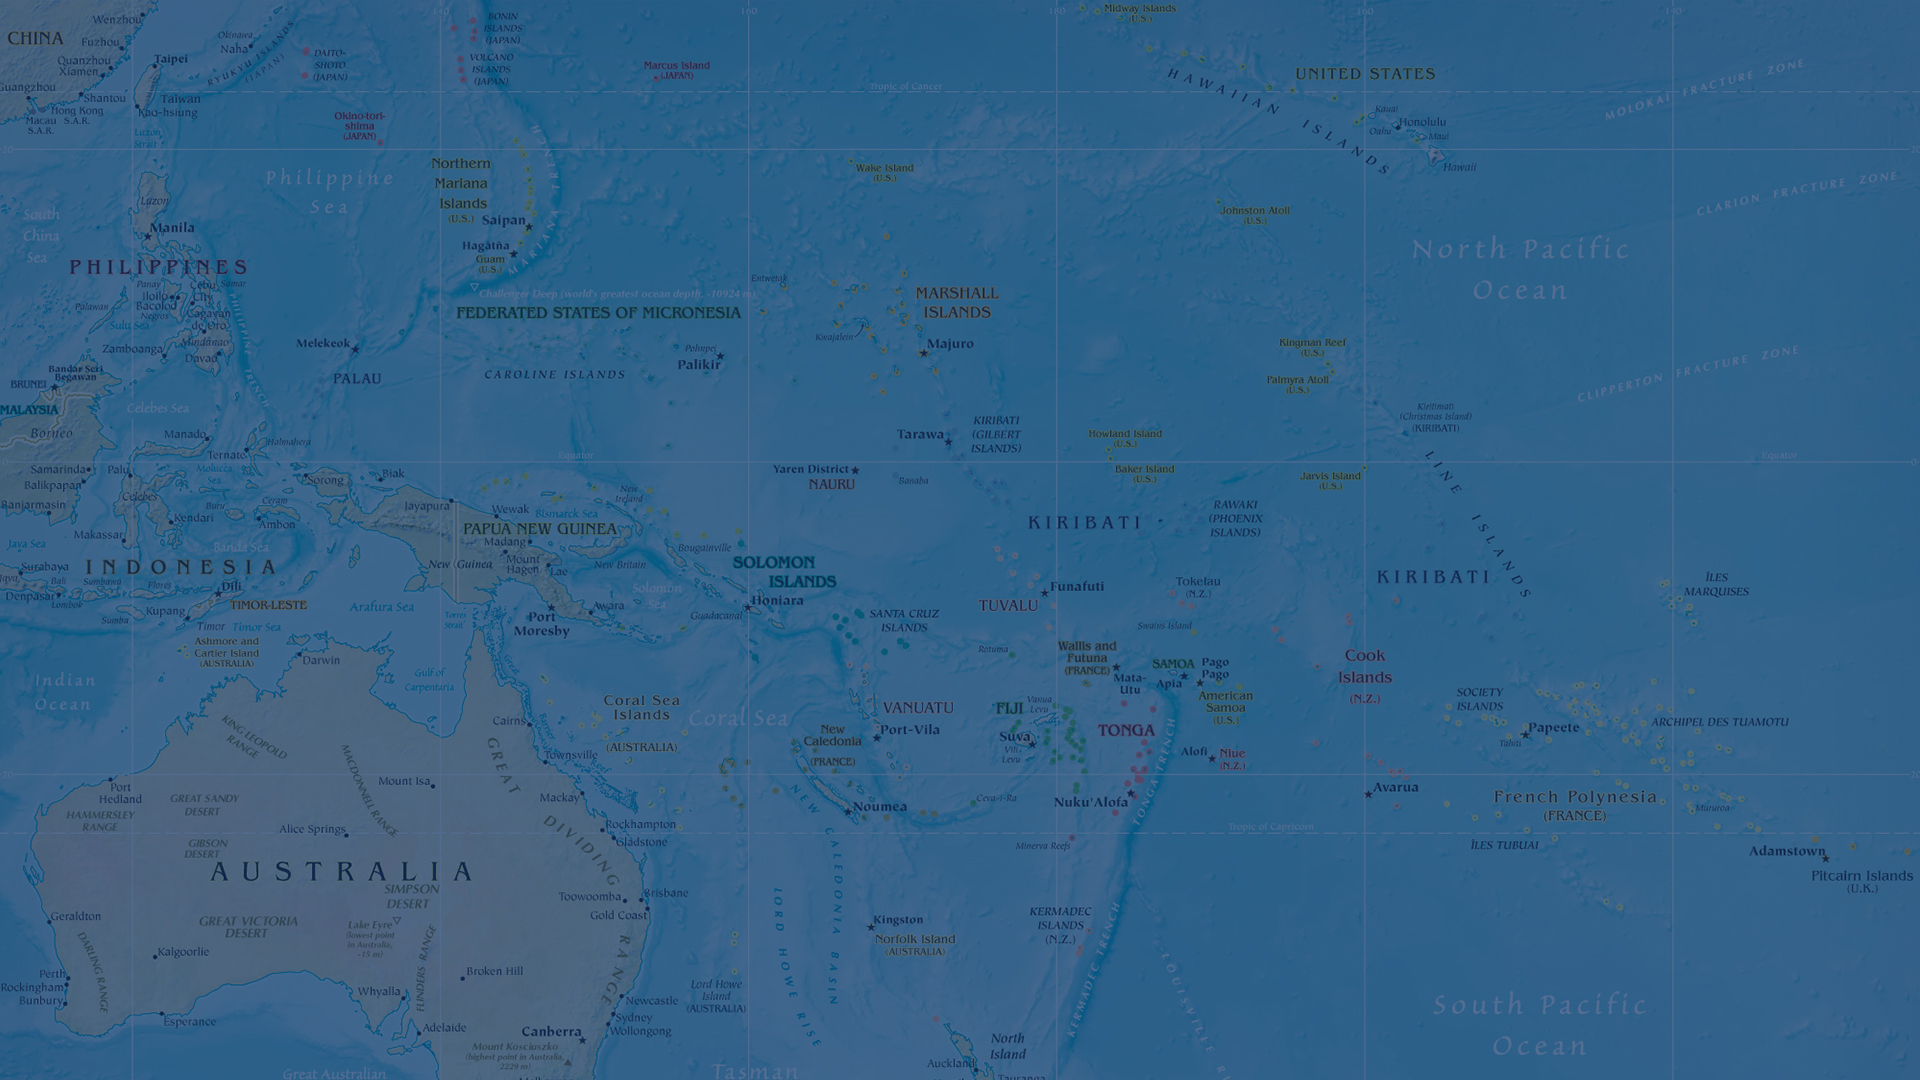 CHINA
Wenzhou
Fuzhou
Quanzhou
Xiamen
Guangzhou
Shantou
Hong Kong
S.A.R.
Macau
S.A.R.
Taipei
Taiwan
Kao-hsiung
Luzon
Strait
Okinawa
Naha
RYUKYU ISLANDS
(JAPAN)
DAITO-
SHOTO
(JAPAN)
BONIN
ISLANDS
(JAPAN)
VOLCANO
ISLANDS
(JAPAN)
Okino-tori-
shima
(JAPAN)
Marcus Island
(JAPAN)
Tropic of Cancer
Midway Islands
(U.S.)
HAWAIIAN ISLANDS
UNITED STATES
Kauai
Oahu
Honolulu
Maui
Hawaii
MOLOKAI FRACTURE ZONE
CLARION FRACTURE ZONE
CLIPPERTON FRACTURE ZONE
North Pacific
Ocean
Philippine
Sea
South
China
Sea
Luzon
Manila
PHILIPPINES
Panay
Iloilo
Cebu
City
Samar
Bacolod
Negros
Cagayan
de Oro
Palawan
Sulu Sea
Mindanao
Zamboanga
Davao
PHILIPPINE TRENCH
Northern
Mariana
Islands
(U.S.)
Saipan
Hagåtña
Guam
(U.S.)
MARIANA TRENCH
Challenger Deep (world's greatest ocean depth, -10924 m)
FEDERATED STATES OF MICRONESIA
CAROLINE ISLANDS
Pohnpei
Palikir
Melekeok
PALAU
Wake Island
(U.S.)
Johnston Atoll
(U.S.)
Enewetak
Kwajalein
MARSHALL
ISLANDS
Majuro
Kingman Reef
(U.S.)
Palmyra Atoll
(U.S.)
Kiritimati
(Christmas Island)
(KIRIBATI)
Bandar Seri
Begawan
BRUNEI
MALAYSIA
Borneo
Celebes Sea
Manado
Halmahera
Ternate
Molucca
Sea
Samarinda
Palu
Balikpapan
Banjarmasin
Celebes
Kendari
Makassar
Buru
Ceram
Ambon
Sorong
Biak
Jayapura
Java Sea
Banda Sea
INDONESIA
Surabaya
Java
Bali
Denpasar
Lombok
Sumbawa
Flores
Sumba
Dili
TIMOR-LESTE
Kupang
Timor
Timor Sea
Arafura Sea
Equator
Wewak
Bismarck Sea
New
Ireland
PAPUA NEW GUINEA
Madang
Mount
Hagen
Lae
New Guinea
New Britain
Bougainville
Port
Moresby
Awara
Torres
Strait
Solomon
Sea
SOLOMON
ISLANDS
Honiara
Guadacanal
SANTA CRUZ
ISLANDS
Tarawa
KIRIBATI
(GILBERT
ISLANDS)
Yaren District
NAURU
Banaba
Howland Island
(U.S.)
Baker Island
(U.S.)
Jarvis Island
(U.S.)
Equator
KIRIBATI
RAWAKI
(PHOENIX
ISLANDS)
LINE ISLANDS
KIRIBATI
Funafuti
TUVALU
Tokelau
(N.Z.)
Swains Island
Rotuma
Wallis and
Futuna
(FRANCE)
Mata-
Utu
SAMOA
Apia
Pago
Pago
American
Samoa
(U.S.)
Cook
Islands
(N.Z.)
ÎLES
MARQUISES
SOCIETY
ISLANDS
Papeete
Tahiti
ARCHIPEL DES TUAMOTU
French Polynesia
(FRANCE)
Mururoa
ÎLES TUBUAI
Adamstown
Pitcairn Islands
(U.K.)
Indian
Ocean
Ashmore and
Cartier Island
(AUSTRALIA)
Darwin
Gulf of
Carpentaria
KING LEOPOLD
RANGE
MACDONNELL RANGE
Cairns
Great Barrier Reef
Townsville
Mount Isa
Mackay
Coral Sea
Islands
(AUSTRALIA)
Coral Sea
New
Caledonia
(FRANCE)
Noumea
NEW CALEDONIA BASIN
VANUATU
Port-Vila
FIJI
Vanua
Levu
Suva
Viti
Levu
Ceva-i-Ra
TONGA
Nuku'Alofa
TONGA TRENCH
Alofi
Niue
(N.Z.)
Avarua
Minerva Reefs
Tropic of Capricorn
Port
Hedland
HAMMERSLEY
RANGE
GREAT SANDY
DESERT
GIBSON
DESERT
Alice Springs
AUSTRALIA
SIMPSON
DESERT
GREAT VICTORIA
DESERT
Lake Eyre
(lowest point
in Australia,
-15 m)
GREAT DIVIDING RANGE
Rockhampton
Gladstone
Toowoomba
Brisbane
Gold Coast
Geraldton
DARLING RANGE
Kalgoorlie
Perth
Rockingham
Bunbury
Esperance
Whyalla
FLINDERS RANGE
Broken Hill
Adelaide
Newcastle
Sydney
Wollongong
Canberra
Mount Kosciuszko
(highest point in Australia,
2229 m)
Great Australian
LORD HOWE RISE
Lord Howe
Island
(AUSTRALIA)
Kingston
Norfolk Island
(AUSTRALIA)
KERMADEC
ISLANDS
(N.Z.)
KERMADEC TRENCH
LOUISVILLE
North
Island
Auckland
Tauranga
Tasman
South Pacific
Ocean